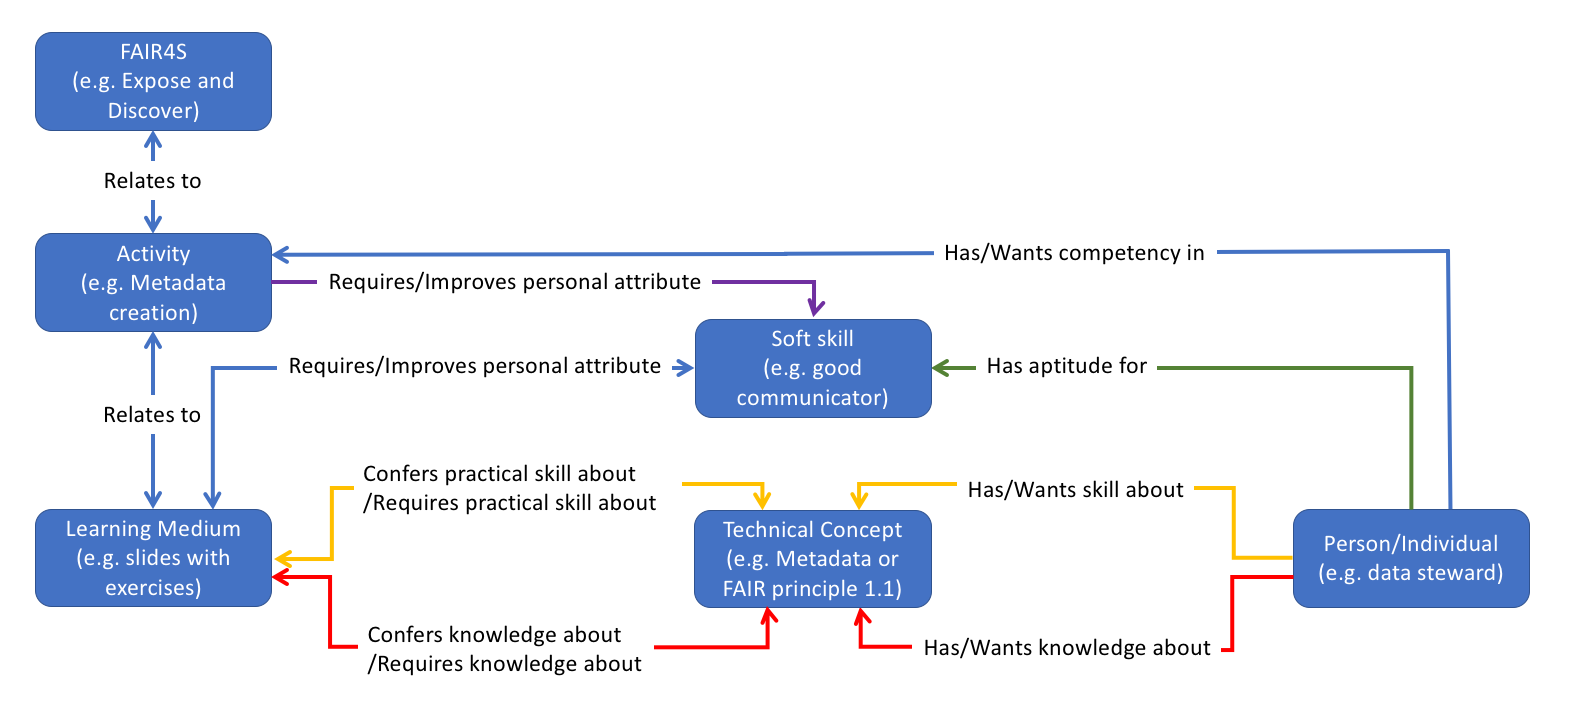 FAIR4S
(e.g. Expose and
Discover)
Relates to
Activity
(e.g. Metadata
creation)
Has/Wants competency in
Requires/Improves personal attribute
Soft skill
(e.g. good
communicator)
Requires/Improves personal attribute
Has aptitude for
Relates to
Confers practical skill about
/Requires practical skill about
Has/Wants skill about
Learning Medium
(e.g. slides with
exercises)
Technical Concept
(e.g. Metadata or
FAIR principle 1.1)
Person/Individual
(e.g. data steward)
Confers knowledge about
/Requires knowledge about
Has/Wants knowledge about